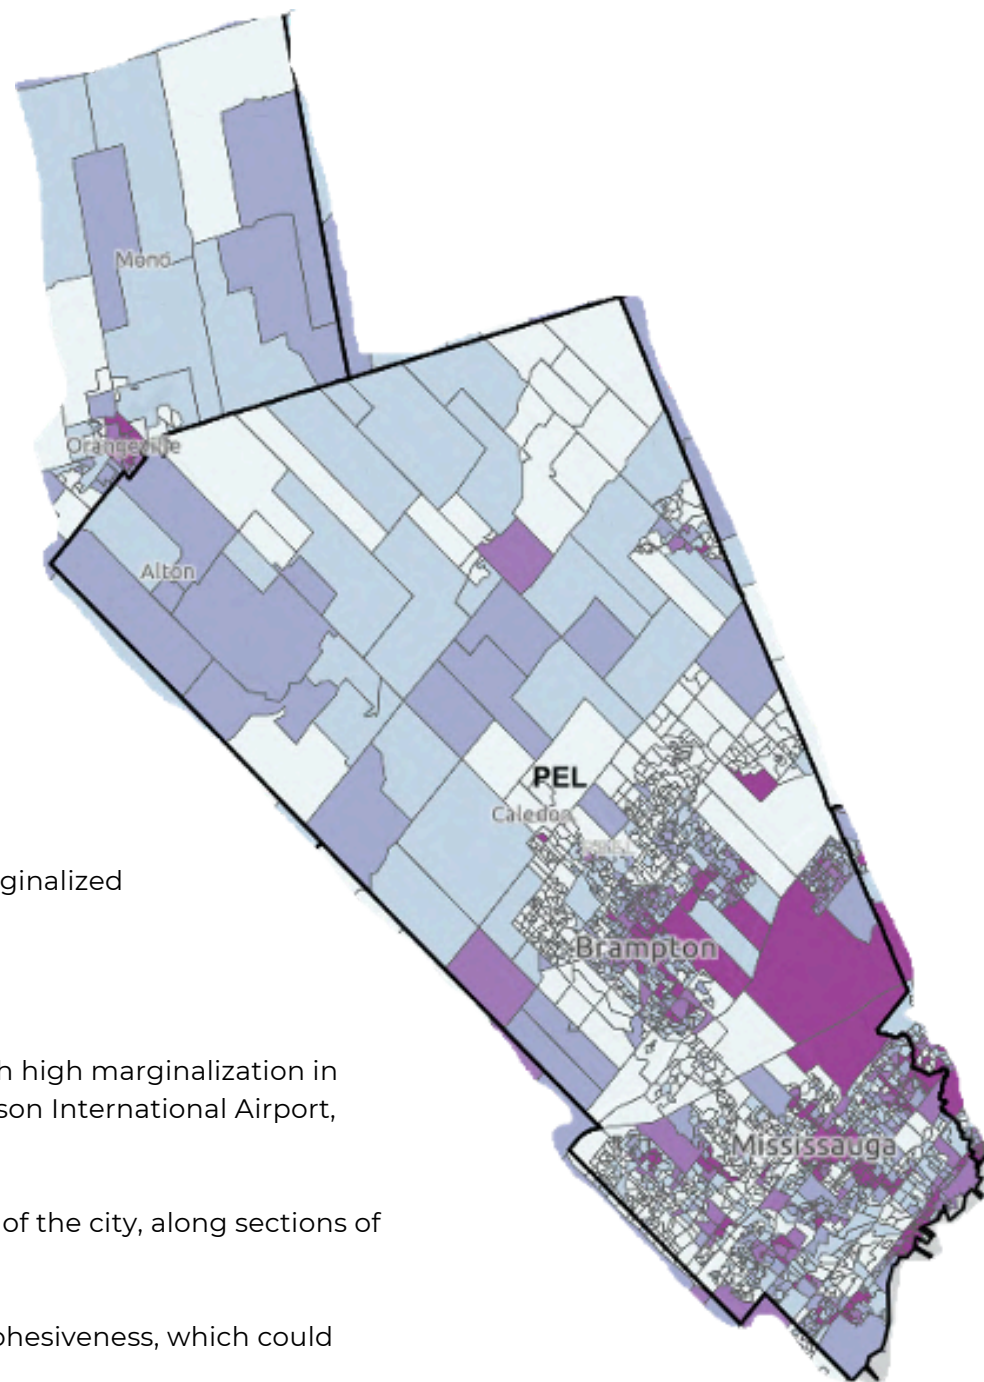 Mono
Orangeville
Alton
PEL
Caledon
ginalized
Brampton
h high marginalization in
son International Airport,
Mississauga
of the city, along sections of
ohesiveness, which could